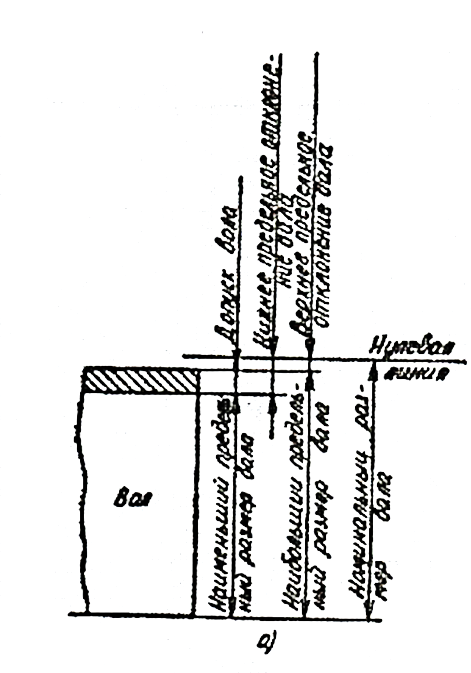 Допуск вала
Нижнее предельное отклоне-
ние вала
Верхнее предельное
отклонение вала
Нулевая
линия
Вал
Наименьший предель-
ный размер вала
Наибольший предель-
ный размер вала
Номинальный раз-
мер вала
а)